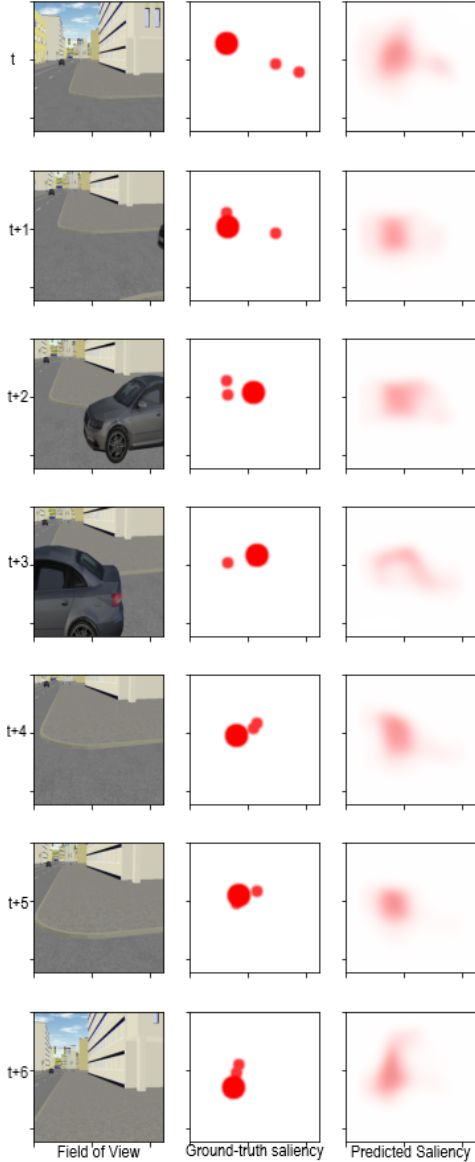 t
t+1
t+2
t+3
t+4
t+5
t+6
Field of View Ground-truth saliency Predicted Saliency